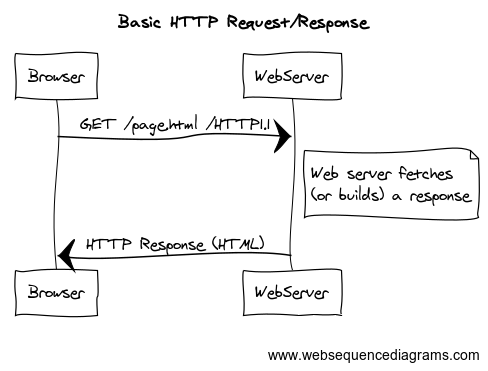 Basic HTTP Request/Response
Browser
WebServer
GET /page.html /HTTP1.1
Web server fetches
(or builds) a response
HTTP Response (HTML)
Browser
WebServer
www.websequencediagrams.com